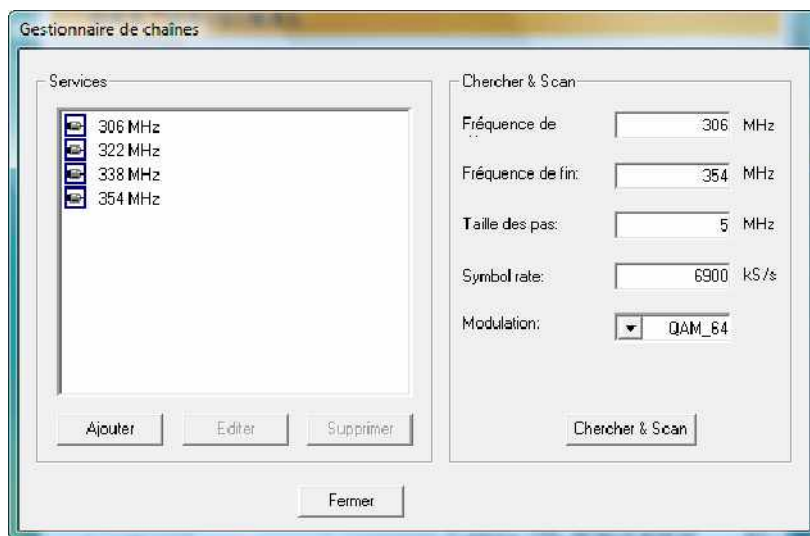 Gestionnaire de chaînes
Services
306 MHz
322 MHz
338 MHz
354 MHz
Ajouter
Editer
Supprimer
Chercher & Scan
Fréquence de
306 MHz
Fréquence de fin:
354 MHz
Taille des pas:
5 MHz
Symbol rate:
6900 kS/s
Modulation:
QAM_64
Chercher & Scan
Fermer